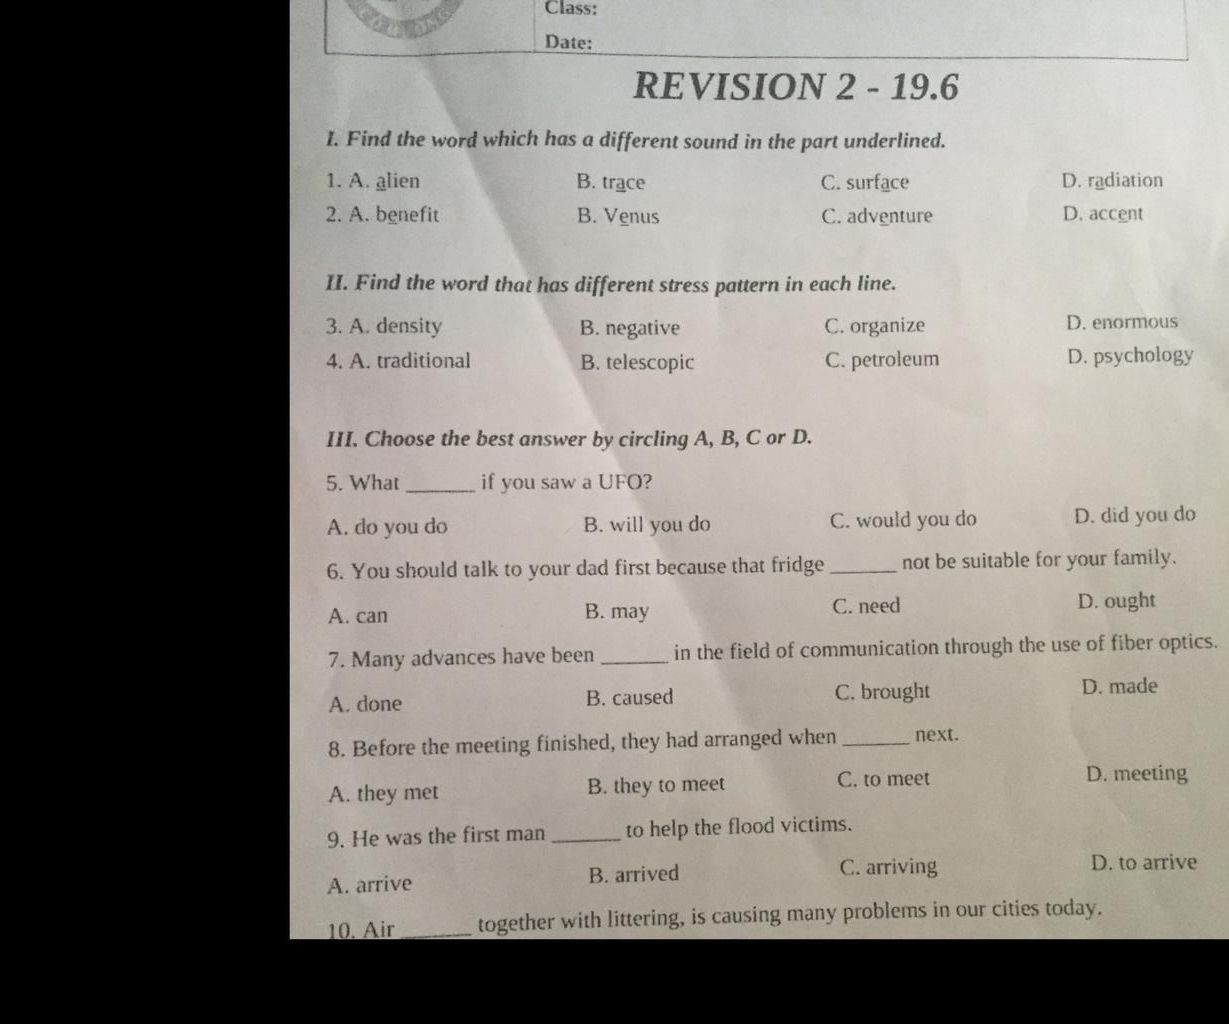 Class:
Date:
REVISION 2 - 19.6
I. Find the word which has a different sound in the part underlined.
1. A. alien B. trace C. surface D. radiation
2. A. benefit B. Venus C. adventure D. accent
II. Find the word that has different stress pattern in each line.
3. A. density B. negative C. organize D. enormous
4. A. traditional B. telescopic C. petroleum D. psychology
III. Choose the best answer by circling A, B, C or D.
5. What ______ if you saw a UFO?
A. do you do B. will you do C. would you do D. did you do
6. You should talk to your dad first because that fridge ______ not be suitable for your family.
A. can B. may C. need D. ought
7. Many advances have been ______ in the field of communication through the use of fiber optics.
A. done B. caused C. brought D. made
8. Before the meeting finished, they had arranged when ______ next.
A. they met B. they to meet C. to meet D. meeting
9. He was the first man ______ to help the flood victims.
A. arrive B. arrived C. arriving D. to arrive
10. Air ______ together with littering, is causing many problems in our cities today.